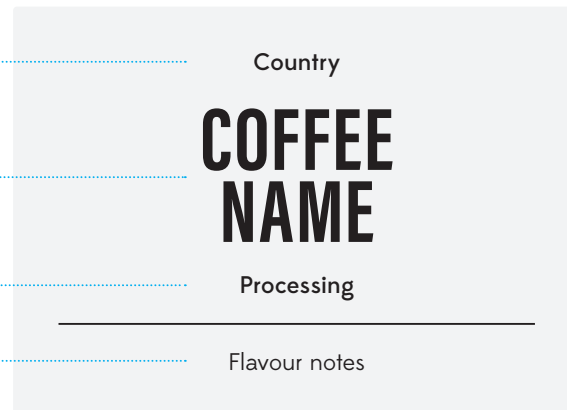 Country
COFFEE
NAME
Processing
Flavour notes